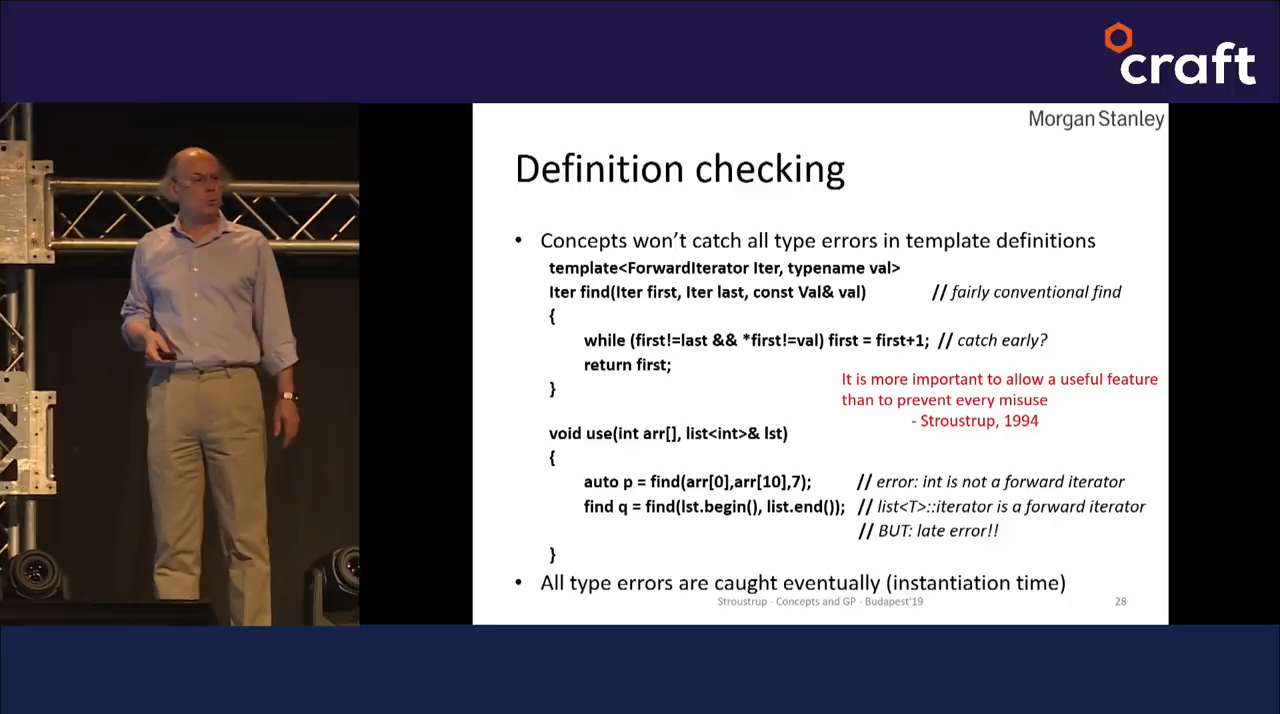 craft
Morgan Stanley
Definition checking
• Concepts won't catch all type errors in template definitions
template<ForwardIterator Iter, typename val>
Iter find(Iter first, Iter last, const Val& val) // fairly conventional find
{
while (first!=last && *first!=val) first = first+1; // catch early?
return first;
}
It is more important to allow a useful feature
than to prevent every misuse
- Stroustrup, 1994
void use(int arr[], list<int>& lst)
{
auto p = find(arr[0],arr[10],7); // error: int is not a forward iterator
find q = find(lst.begin(), list.end()); // list<T>::iterator is a forward iterator
// BUT: late error!!
}
• All type errors are caught eventually (instantiation time)
Stroustrup - Concepts and GP - Budapest'19 28